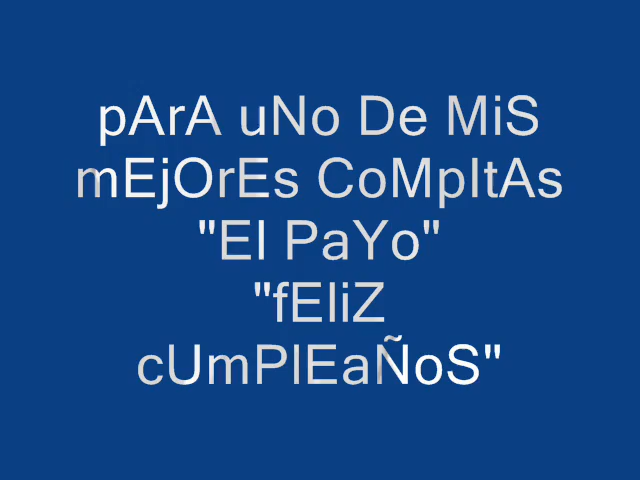 pArA uNo De MiS
mEjOrEs CoMpItAs
"El PaYo"
"fEliZ
cUmPlEaÑoS"